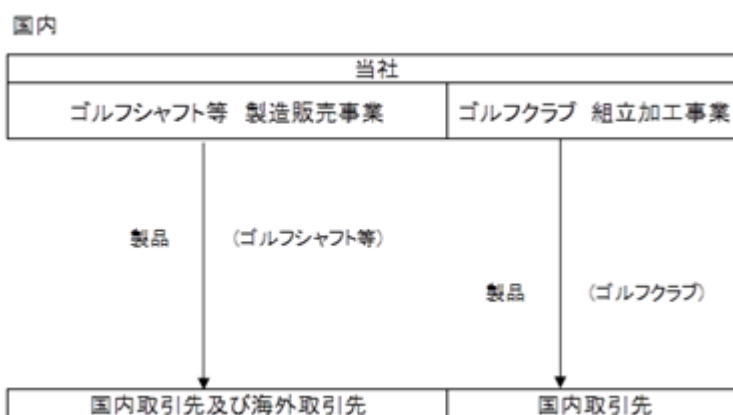 国内
当社
ゴルフシャフト等 製造販売事業
ゴルフクラブ 組立加工事業
製品 (ゴルフシャフト等)
製品 (ゴルフクラブ)
国内取引先及び海外取引先
国内取引先